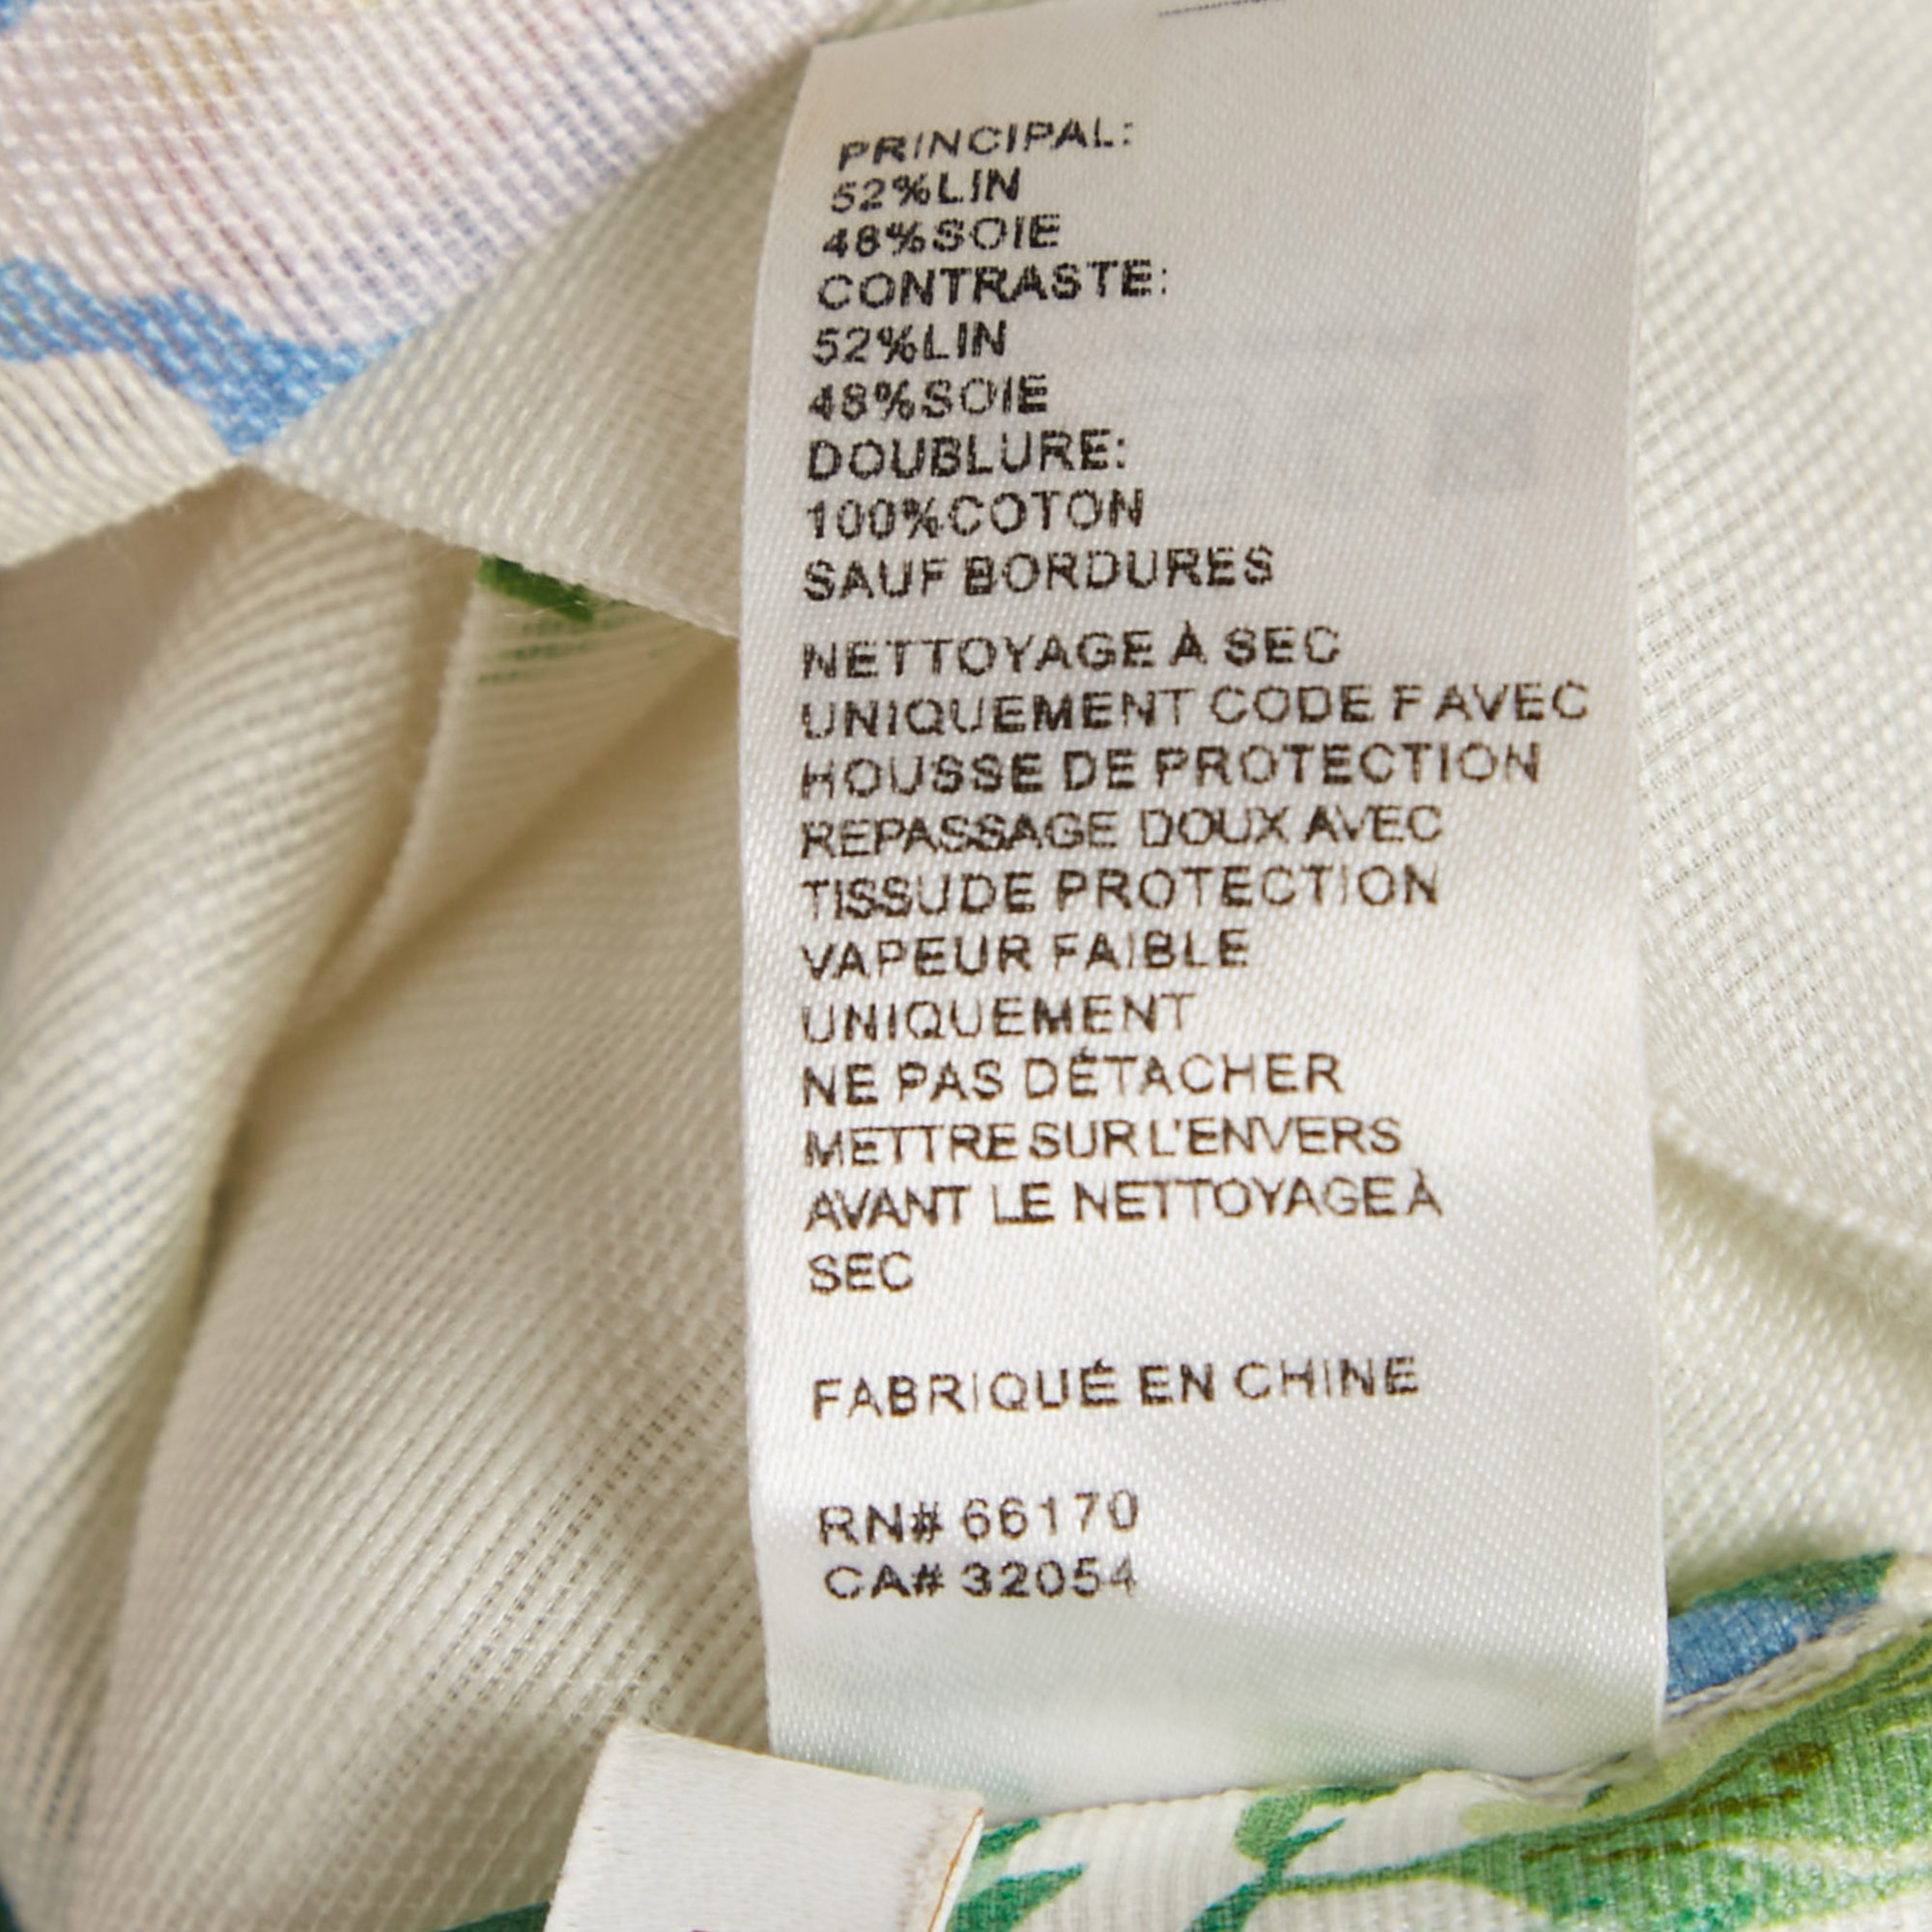 PRINCIPAL:
52%LIN
48%SOIE
CONTRASTE:
52%LIN
48%SOIE
DOUBLURE:
100%COTON
SAUF BORDURES
NETTOYAGE À SEC
UNIQUEMENT CODE F AVEC
HOUSSE DE PROTECTION
REPASSAGE DOUX AVEC
TISSU DE PROTECTION
VAPEUR FAIBLE
UNIQUEMENT
NE PAS DÉTACHER
METTRE SUR L'ENVERS
AVANT LE NETTOYAGE À
SEC
FABRIQUÉ EN CHINE
RN# 66170
CA# 32054